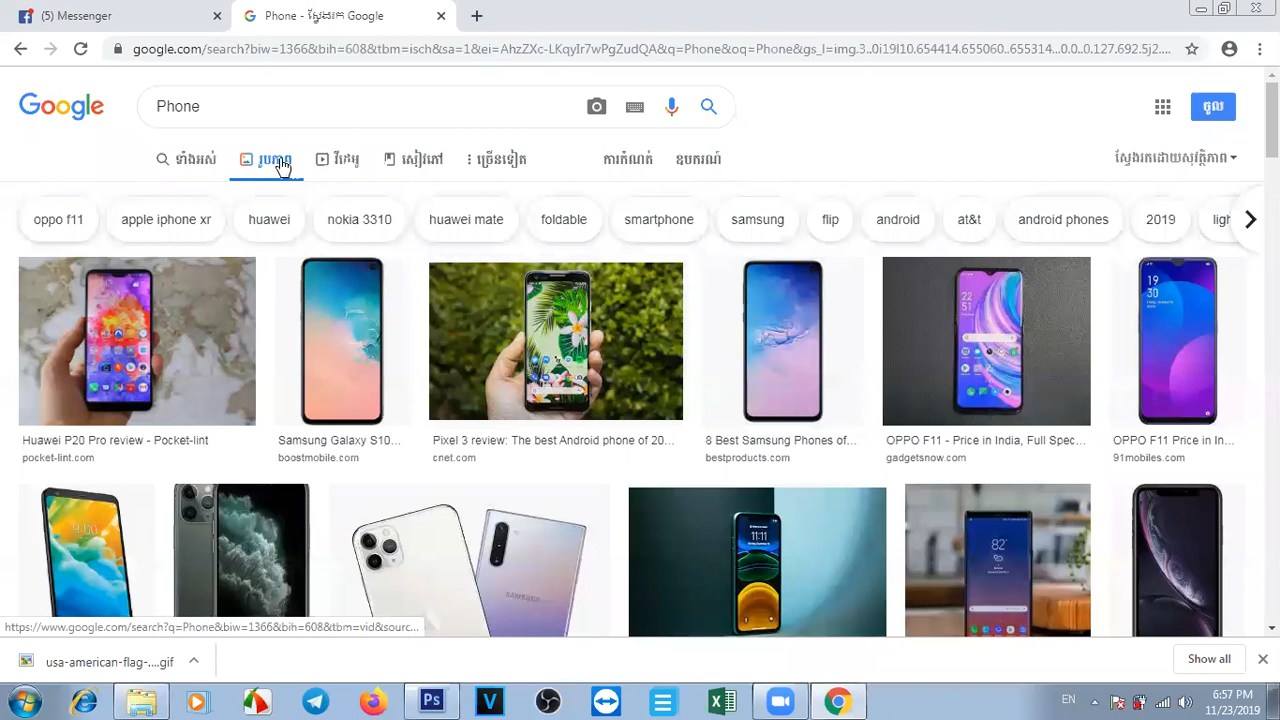 (5) Messenger
Phone - ស្វែងរក Google
google.com/search?biw=1366&bih=608&tbm=isch&sa=1&ei=AhzZXc-LKqyIr7wPgZudQA&q=Phone&oq=Phone&gs_l=img.3..0i19l10.654414.655060..655314...0.0..0.127.692.5j2....
Google
Phone
ចូល
ទាំងអស់ រូបភាព វីដេអូ សៀវភៅ ច្រើនទៀត ការកំណត់ ឧបករណ៍ ស្វែងរកដោយសុវត្ថិភាព
oppo f11 apple iphone xr huawei nokia 3310 huawei mate foldable smartphone samsung flip android at&t android phones 2019 ligh
Huawei P20 Pro review - Pocket-lint
pocket-lint.com
Samsung Galaxy S10...
boostmobile.com
Pixel 3 review: The best Android phone of 20...
cnet.com
8 Best Samsung Phones of...
bestproducts.com
OPPO F11 - Price in India, Full Spec...
gadgetsnow.com
OPPO F11 Price in In...
91mobiles.com
https://www.google.com/search?q=Phone&biw=1366&bih=608&tbm=vid&sourc...
usa-american-flag-....gif
Show all
EN
6:57 PM
11/23/2019